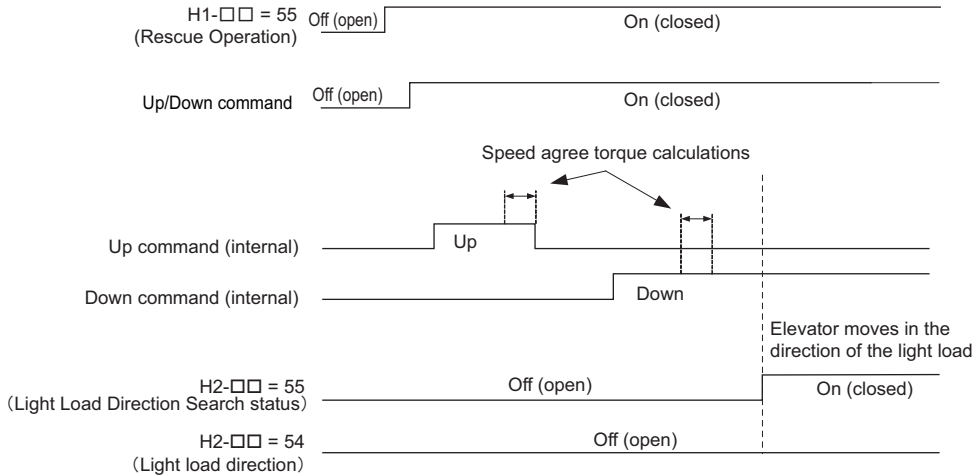 H1-□□ = 55
(Rescue Operation)
Off (open)
On (closed)
Up/Down command
Off (open)
On (closed)
Speed agree torque calculations
Up command (internal)
Up
Down command (internal)
Down
Elevator moves in the
direction of the light load
H2-□□ = 55
（Light Load Direction Search status）
Off (open)
On (closed)
H2-□□ = 54
（Light load direction）
Off (open)